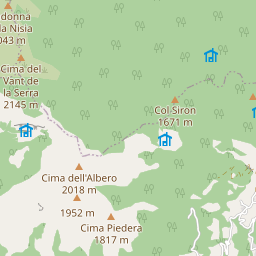 donna
la Nisia
043 m
Cima del
Vant de
la Serra
2145 m
Col Siron
1671 m
Cima dell'Albero
2018 m
1952 m
Cima Piedera
1817 m